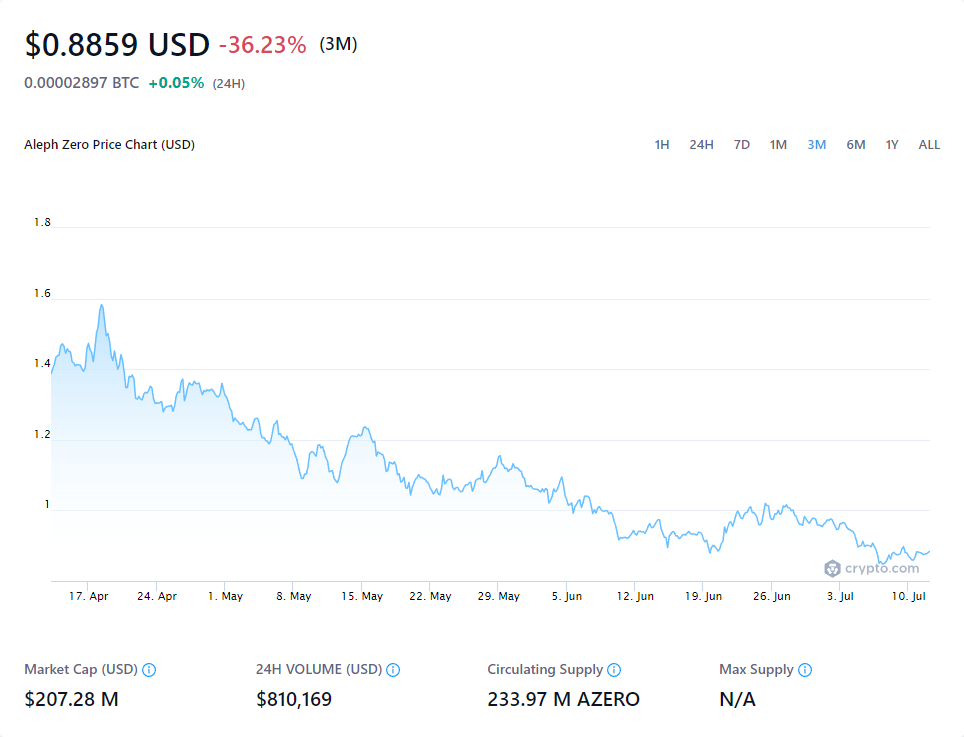 $0.8859 USD -36.23% (3M)
0.00002897 BTC +0.05% (24H)
Aleph Zero Price Chart (USD)
1H 24H 7D 1M 3M 6M 1Y ALL
1.8
1.6
1.4
1.2
1
crypto.com
17. Apr 24. Apr 1. May 8. May 15. May 22. May 29. May 5. Jun 12. Jun 19. Jun 26. Jun 3. Jul 10. Jul
Market Cap (USD) 24H VOLUME (USD) Circulating Supply Max Supply
$207.28 M $810,169 233.97 M AZERO N/A